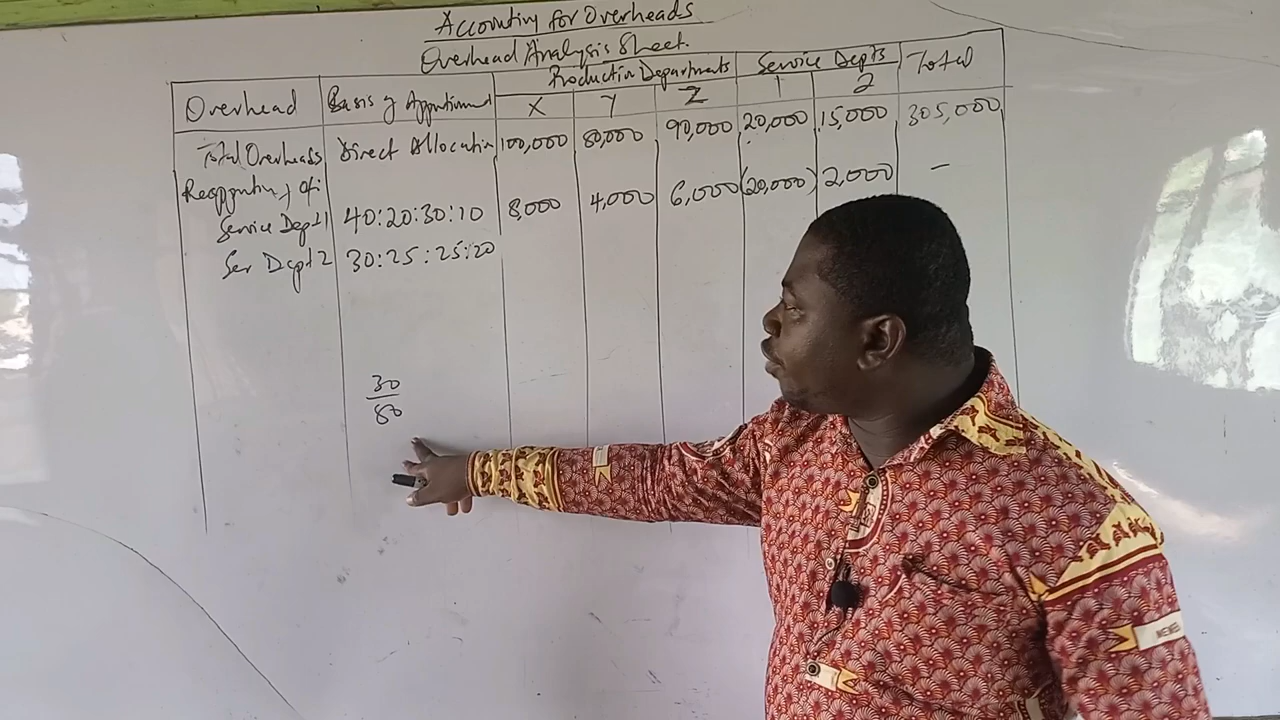 Accounting for Overheads
Overhead Analysis Sheet.
Production Departments Service Depts Total
Overhead Basis of Apportionment X Y Z 1 2
Total Overheads Direct Allocation 100,000 80,000 90,000 20,000 15,000 305,000
Service Dept 1 40:20:30:10 8,000 4,000 6,000 (20,000) 2,000 -
Ser Dept 2 30:25:25:20
30
80